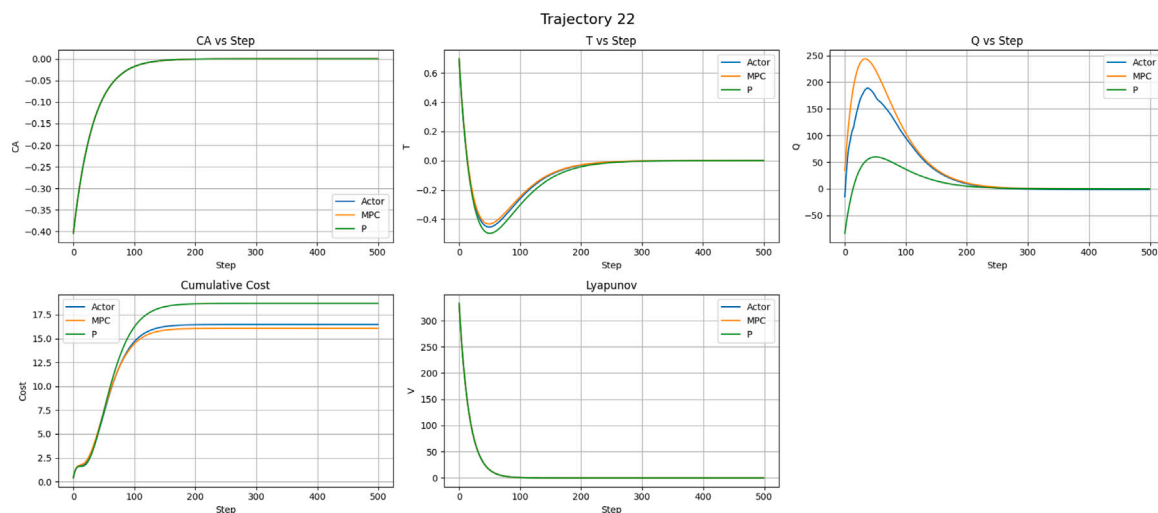 Trajectory 22
CA vs Step
0.00
-0.05
-0.10
-0.15
-0.20
-0.25
-0.30
-0.35
-0.40
CA
Actor
MPC
P
0 100 200 300 400 500
Step
T vs Step
0.6
0.4
0.2
0.0
-0.2
-0.4
T
Actor
MPC
P
0 100 200 300 400 500
Step
Q vs Step
250
200
150
100
50
0
-50
Q
Actor
MPC
P
0 100 200 300 400 500
Step
Cumulative Cost
17.5
15.0
12.5
10.0
7.5
5.0
2.5
0.0
Cost
Actor
MPC
P
0 100 200 300 400 500
Step
Lyapunov
300
250
200
150
100
50
0
V
Actor
MPC
P
0 100 200 300 400 500
Step